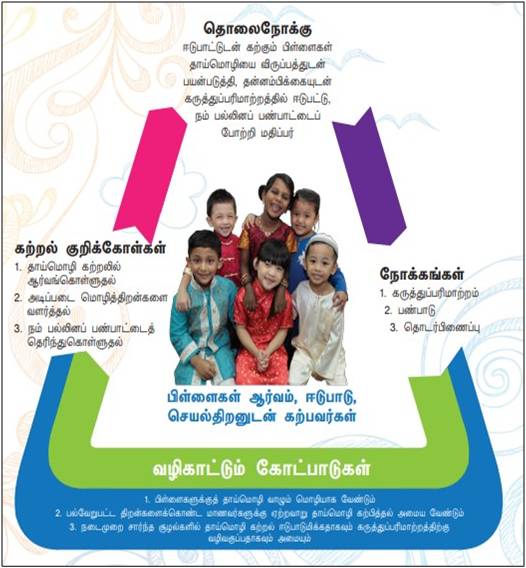 தொலைநோக்கு
ஈடுபாட்டுடன் கற்கும் பிள்ளைகள்
தாய்மொழியை விருப்பத்துடன்
பயன்படுத்தி, தன்னம்பிக்கையுடன்
கருத்துப்பரிமாற்றத்தில் ஈடுபட்டு,
நம் பல்லினப் பண்பாட்டைப்
போற்றி மதிப்பர்
கற்றல் குறிக்கோள்கள்
1. தாய்மொழி கற்றலில்
ஆர்வங்கொள்ளுதல்
2. அடிப்படை மொழித்திறன்களை
வளர்த்தல்
3. நம் பல்லினப் பண்பாட்டைத்
தெரிந்துகொள்ளுதல்
நோக்கங்கள்
1. கருத்துப்பரிமாற்றம்
2. பண்பாடு
3. தொடர்பிணைப்பு
பிள்ளைகள் ஆர்வம், ஈடுபாடு,
செயல்திறனுடன் கற்பவர்கள்
வழிகாட்டும் கோட்பாடுகள்
1. பிள்ளைகளுக்குத் தாய்மொழி வாழும் மொழியாக வேண்டும்
2. பல்வேறுபட்ட திறன்களைக்கொண்ட மாணவர்களுக்கு ஏற்றவாறு தாய்மொழி கற்பித்தல் அமைய வேண்டும்
3. நடைமுறை சார்ந்த சூழல்களில் தாய்மொழி கற்றல் ஈடுபாடுமிக்கதாகவும் கருத்துப்பரிமாற்றத்திற்கு
வழிவகுப்பதாகவும் அமையும்